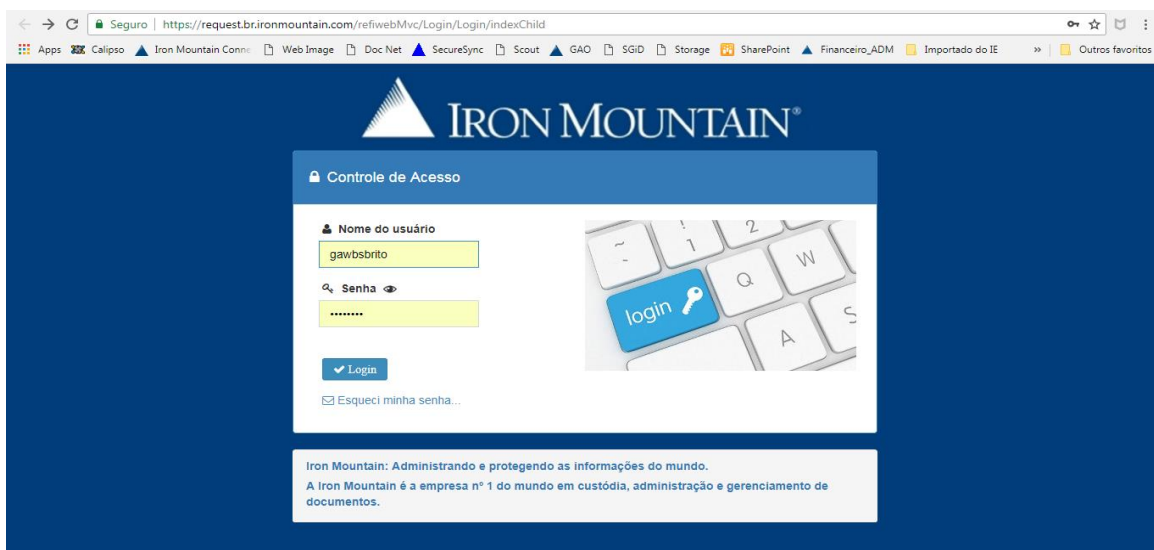 Seguro | https://request.br.ironmountain.com/refiwebMvc/Login/Login/indexChild
Apps Calipso Iron Mountain Conne Web Image Doc Net SecureSync Scout GAO SGiD Storage SharePoint Financeiro_ADM Importado do IE » Outros favoritos
IRON MOUNTAIN®
Controle de Acesso
Nome do usuário
gawbsbrito
Senha
••••••••
Login
Esqueci minha senha...
~ ! 2
- 1 W
Q
login S
A
Iron Mountain: Administrando e protegendo as informações do mundo.
A Iron Mountain é a empresa nº 1 do mundo em custódia, administração e gerenciamento de
documentos.